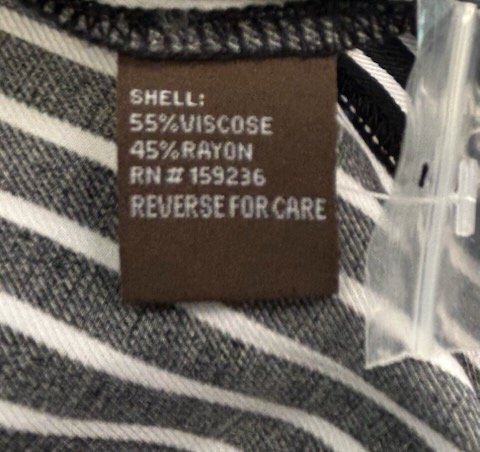 SHELL:
55%VISCOSE
45%RAYON
RN # 159236
REVERSE FOR CARE